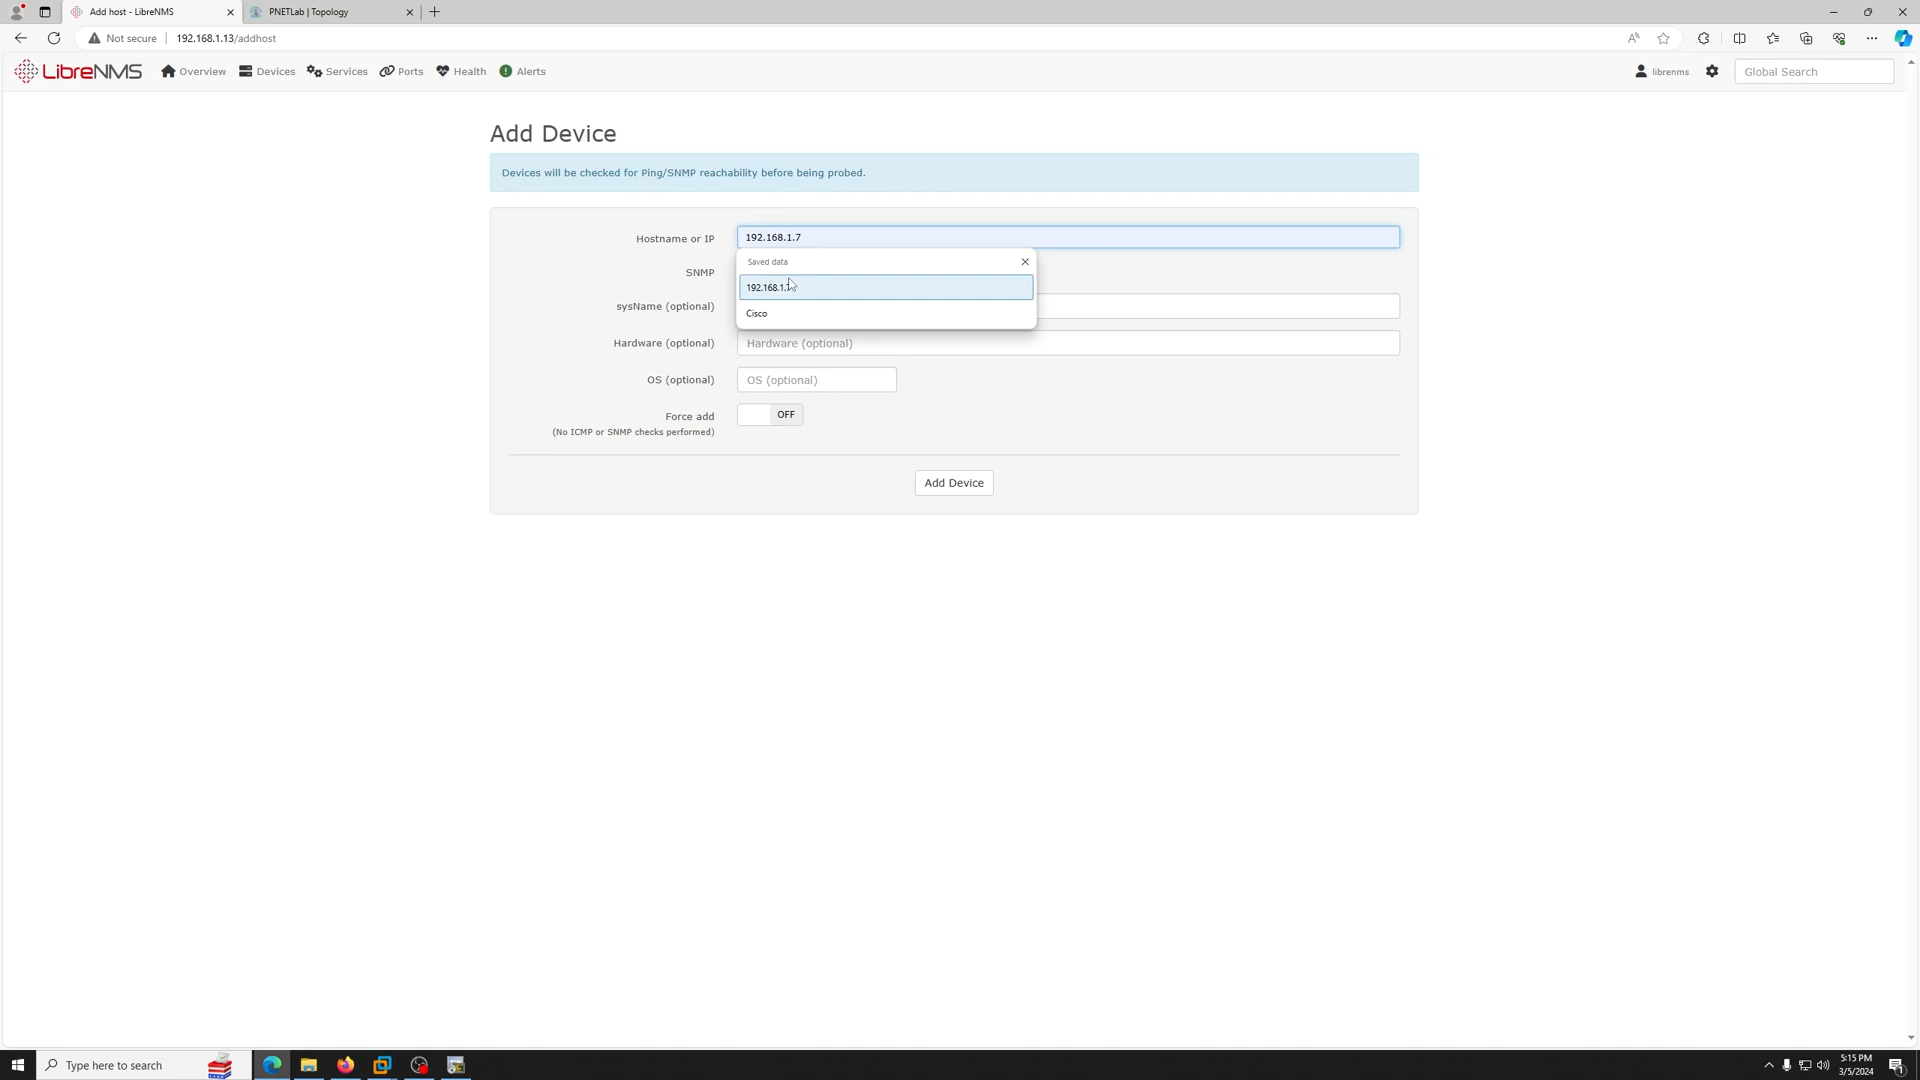 Add host - LibreNMS
PNETLab | Topology
Not secure
192.168.1.13/addhost
LibreNMS
Overview
Devices
Services
Ports
Health
Alerts
librenms
Global Search
Add Device
Devices will be checked for Ping/SNMP reachability before being probed.
Hostname or IP
192.168.1.7
Saved data
SNMP
192.168.1.7
sysName (optional)
Cisco
Hardware (optional)
Hardware (optional)
OS (optional)
OS (optional)
Force add
OFF
(No ICMP or SNMP checks performed)
Add Device
Type here to search
5:15 PM
3/5/2024